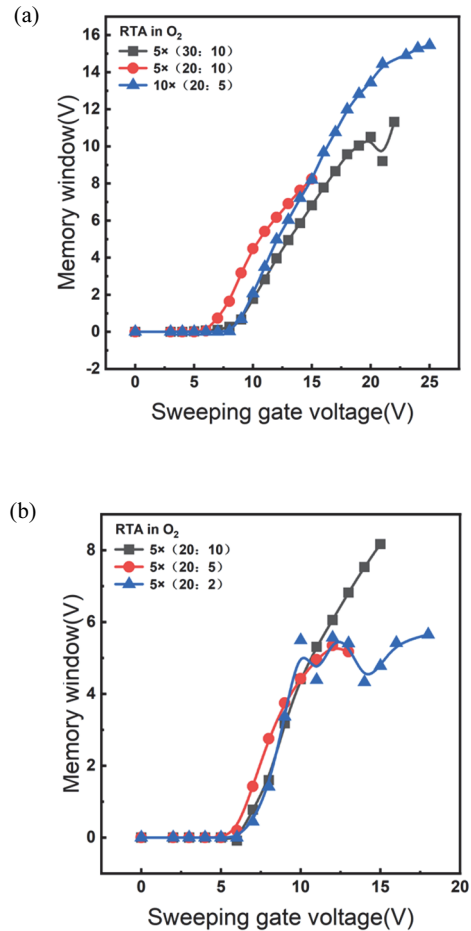 (a)
RTA in O₂
5×（30：10）
5×（20：10）
10×（20：5）
16
14
12
10
8
6
4
2
0
-2
Memory window(V)
0 5 10 15 20 25
Sweeping gate voltage(V)
(b)
RTA in O₂
5×（20：10）
5×（20：5）
5×（20：2）
8
6
4
2
0
Memory window(V)
0 5 10 15 20
Sweeping gate voltage(V)